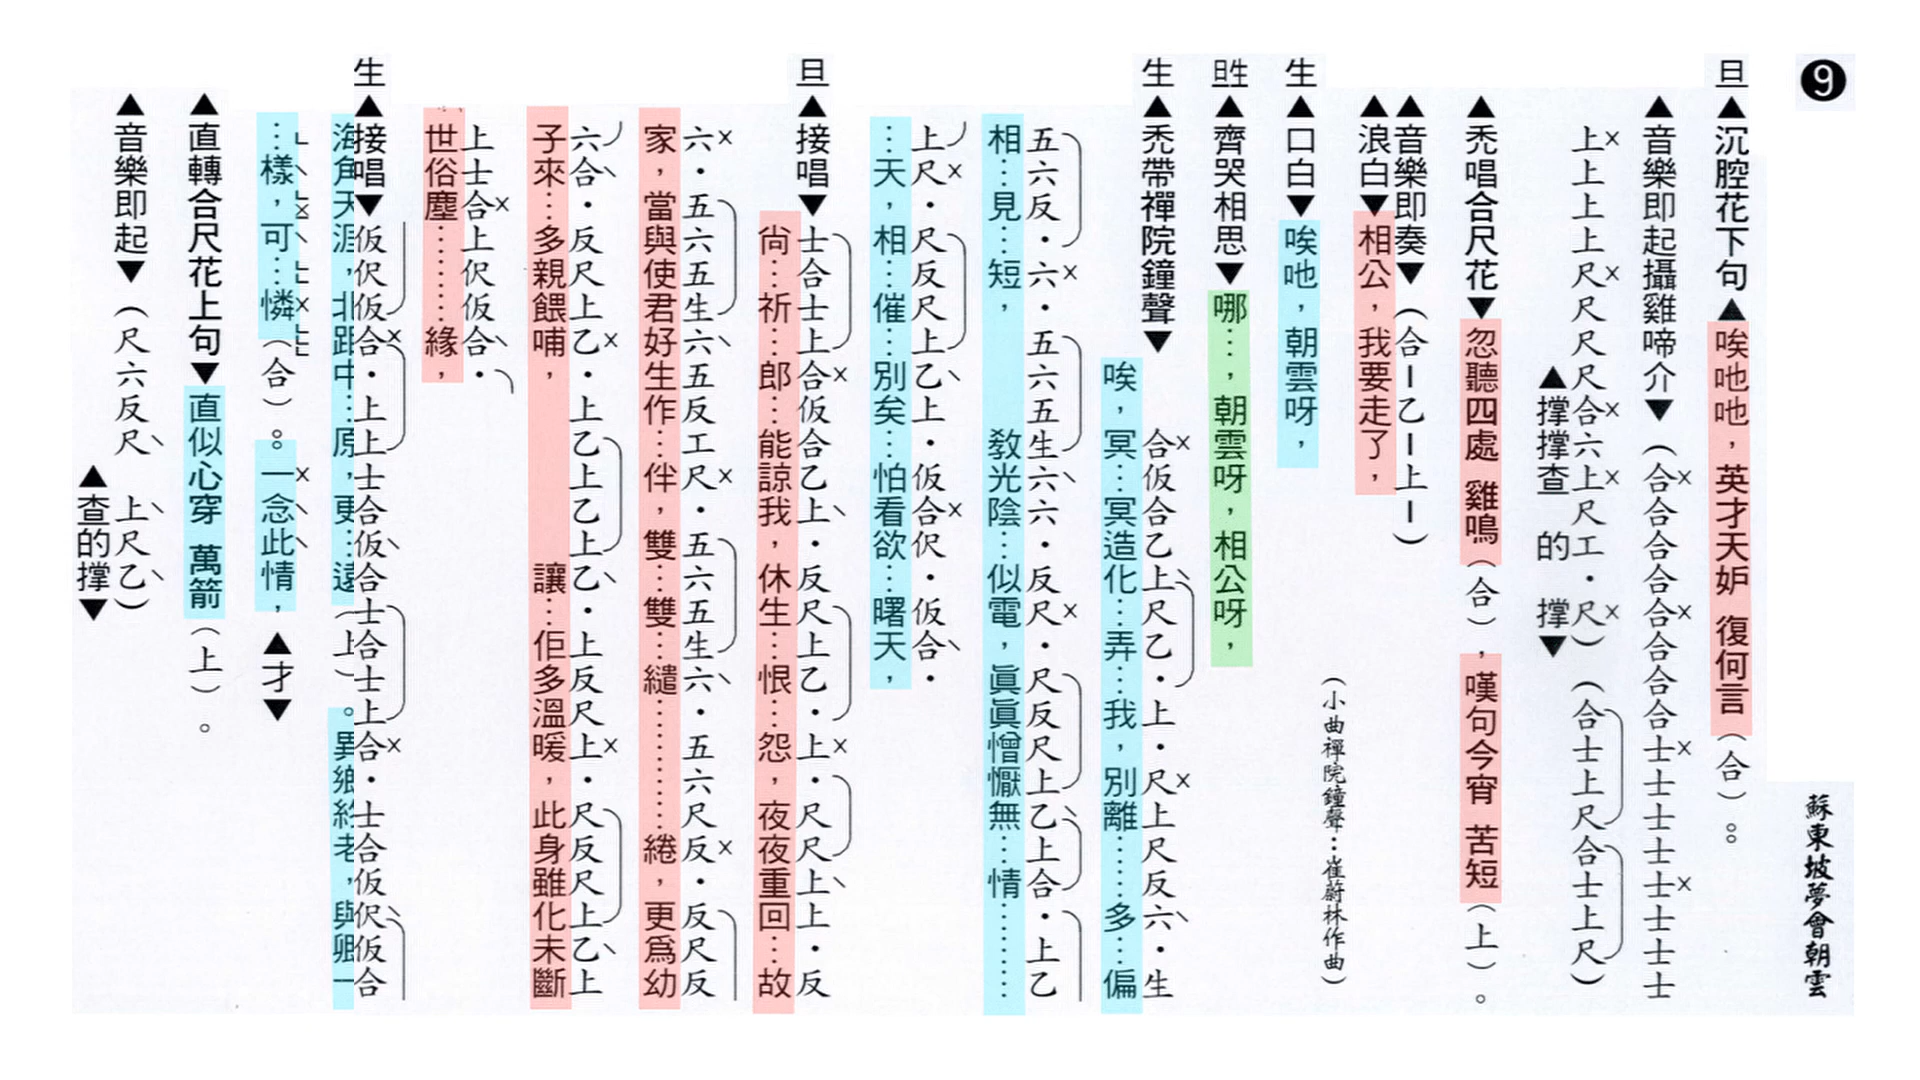 9
蘇東坡夢會朝雲
旦▲沉腔花下句▲唉吔吔，英才天妒 復何言（合）。。
▲音樂即起攝雞啼介▼（合合合合合合合合士士士士士士士士
上上上上尺尺尺尺合六上尺工・尺）（合士上尺合士上尺）
▲撑撑查 的 撑▼
▲禿唱合尺花▼忽聽四處 雞鳴（合），嘆句今宵 苦短（上）。
▲音樂即奏▼（合－乙－上－）
▲浪白▼相公，我要走了，
（小曲禪院鐘聲：崔蔚林作曲）
生▲口白▼唉吔，朝雲呀，
旦生▲齊哭相思▼哪…，朝雲呀，相公呀，
生▲禿帶禪院鐘聲▼
合仮合乙上尺乙・上・尺上尺反六・生
唉，冥…冥造化…弄…我，別離………多…偏
五六反・六・五六五生六六・反尺・尺反尺上乙上合・上乙
相…見…短，教光陰…似電，眞眞憎懨無…情………
上尺・尺反尺上乙上・仮合伬・仮合・
…天，相…催…別矣…怕看欲…曙天，
旦▲接唱▼士合士上合仮合乙上・反尺上乙・上・尺尺上上・反
尙…祈…郎…能諒我，休生…恨…怨，夜夜重回…故
六・五六五生六五反工尺・五六五生六・五六尺反・反尺反
家，當與使君好生作…伴，雙…雙…繾…………綣，更爲幼
六合・反尺上乙・上乙上乙上乙・上反尺上・尺反尺上乙上
子來…多親餵哺，讓…佢多溫暖，此身雖化未斷
上士合上伬仮合・
世俗塵………緣，
生▲接唱▼仮伬仮合・上上士合仮合士合士上合・士合仮伬仮合
海角天涯，北距中…原，更…遠（上）。異鄉終老，與卿一
…樣，可…憐（合）。。一念此情，▲才▼
▲直轉合尺花上句▼直似心穿 萬箭（上）。
▲音樂即起▼（尺六反尺 上尺乙）
▲查的撑▼